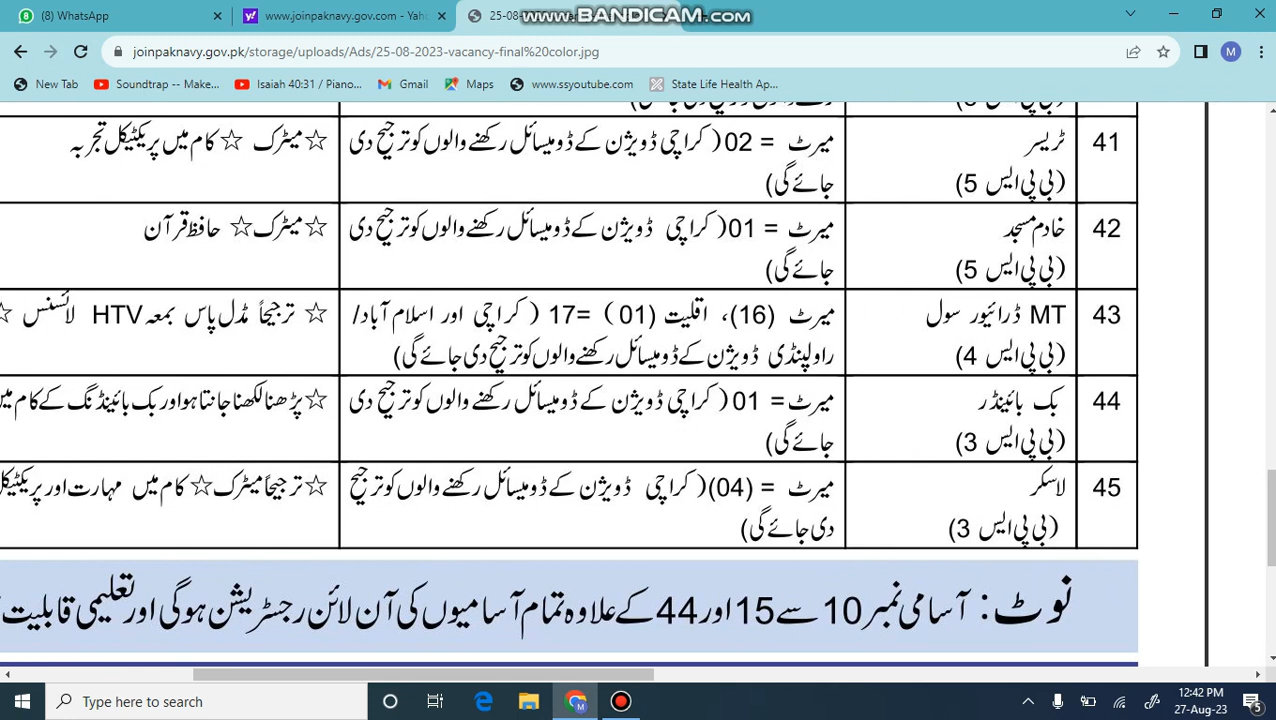 (8) WhatsApp
www.joinpaknavy.gov.com - Yah
25-08-
www.BANDICAM.com
joinpaknavy.gov.pk/storage/uploads/Ads/25-08-2023-vacancy-final%20color.jpg
M
New Tab
Soundtrap -- Make...
Isaiah 40:31 / Piano...
Gmail
Maps
www.ssyoutube.com
State Life Health Ap...
41 ٹریسر میرٹ = 02( کراچی ڈویژن کے ڈومیسائل رکھنے والوں کو ترجیح دی ☆ میٹرک ☆ کام میں پریکٹیکل تجربہ
(بی پی ایس 5) جائے گی)
42 خادم مسجد میرٹ = 01( کراچی ڈویژن کے ڈومیسائل رکھنے والوں کو ترجیح دی ☆ میٹرک ☆ حافظ قرآن
(بی پی ایس 5) جائے گی)
43 MT ڈرائیور سول میرٹ (16)، اقلیت (01) =17 ( کراچی اور اسلام آباد/ ☆ ترجیحاً مڈل پاس بمعہ HTV لائسنس ☆
(بی پی ایس 4) راولپنڈی ڈویژن کے ڈومیسائل رکھنے والوں کو ترجیح دی جائے گی)
44 بک بائینڈر میرٹ = 01( کراچی ڈویژن کے ڈومیسائل رکھنے والوں کو ترجیح دی ☆ پڑھنا لکھنا جانتا ہو اور بک بائینڈنگ کے کام میں
(بی پی ایس 3) جائے گی)
45 لاسکر میرٹ = (04)( کراچی ڈویژن کے ڈومیسائل رکھنے والوں کو ترجیح ☆ ترجیحاً میٹرک ☆ کام میں مہارت اور
(بی پی ایس 3) دی جائے گی)
نوٹ: آسامی نمبر 10 سے 15 اور 44 کے علاوہ تمام آسامیوں کی آن لائن رجسٹریشن ہوگی اور تعلیمی قابلیت
Type here to search
12:42 PM
27-Aug-23
5